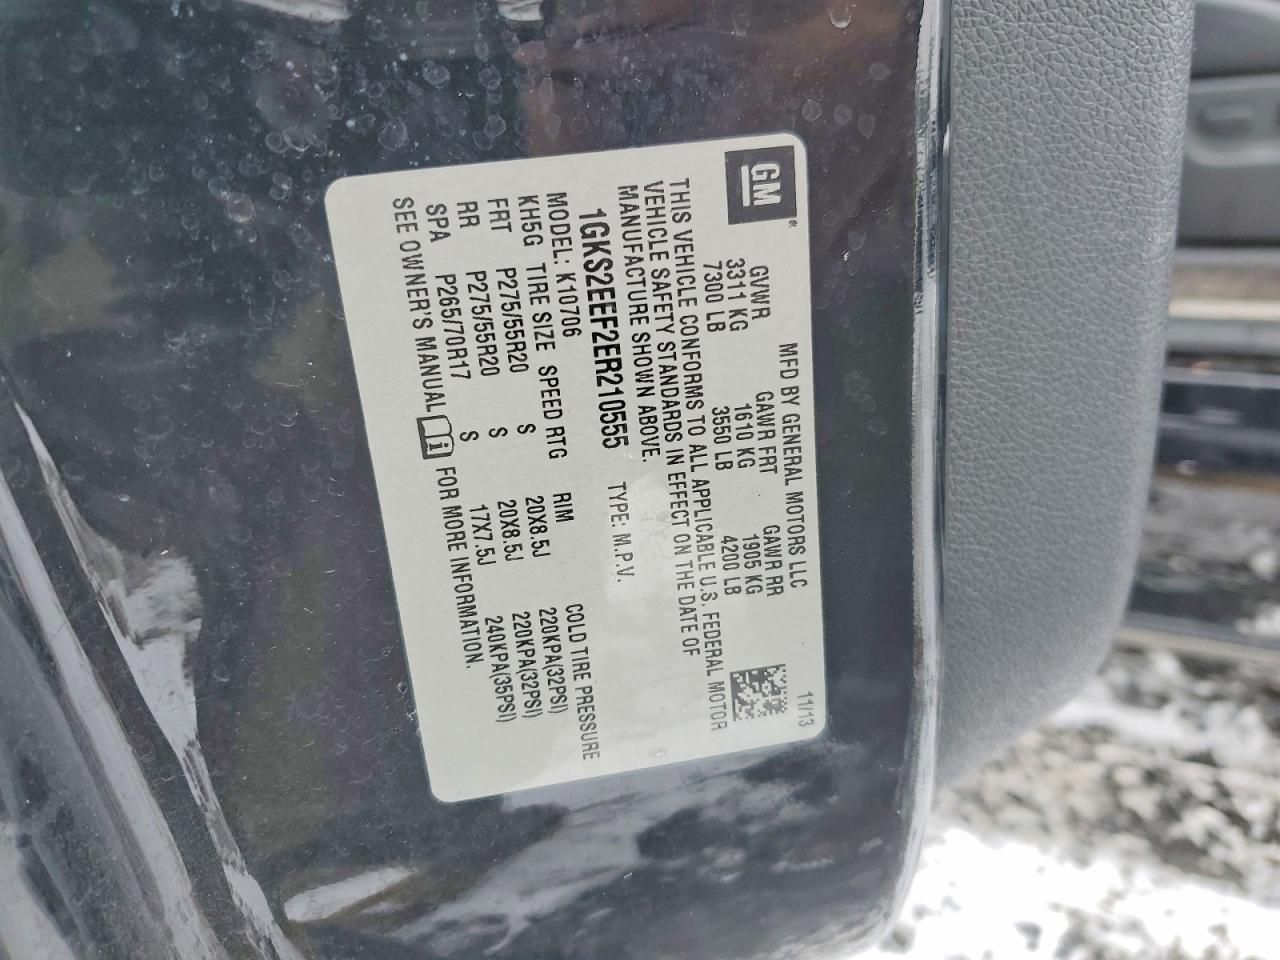 GM
MFD BY GENERAL MOTORS LLC 11/13
GVWR GAWR FRT GAWR RR
3311 KG 1610 KG 1905 KG
7300 LB 3550 LB 4200 LB
THIS VEHICLE CONFORMS TO ALL APPLICABLE U.S. FEDERAL MOTOR
VEHICLE SAFETY STANDARDS IN EFFECT ON THE DATE OF
MANUFACTURE SHOWN ABOVE.
1GKS2EEF2ER210555 TYPE: M.P.V.
MODEL: K10706
KH5G TIRE SIZE SPEED RTG RIM COLD TIRE PRESSURE
FRT P275/55R20 S 20X8.5J 220KPA(32PSI)
RR P275/55R20 S 20X8.5J 220KPA(32PSI)
SPA P265/70R17 S 17X7.5J 240KPA(35PSI)
SEE OWNER'S MANUAL i FOR MORE INFORMATION.